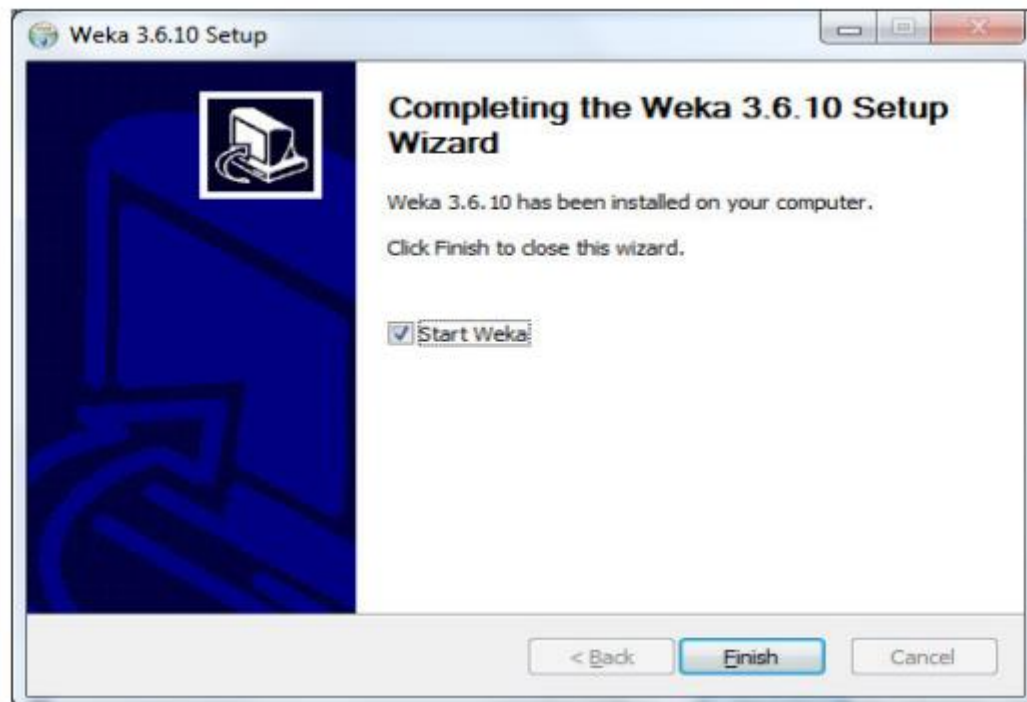 Weka 3.6.10 Setup
Completing the Weka 3.6.10 Setup
Wizard
Weka 3.6.10 has been installed on your computer.
Click Finish to close this wizard.
Start Weka
< Back
Finish
Cancel